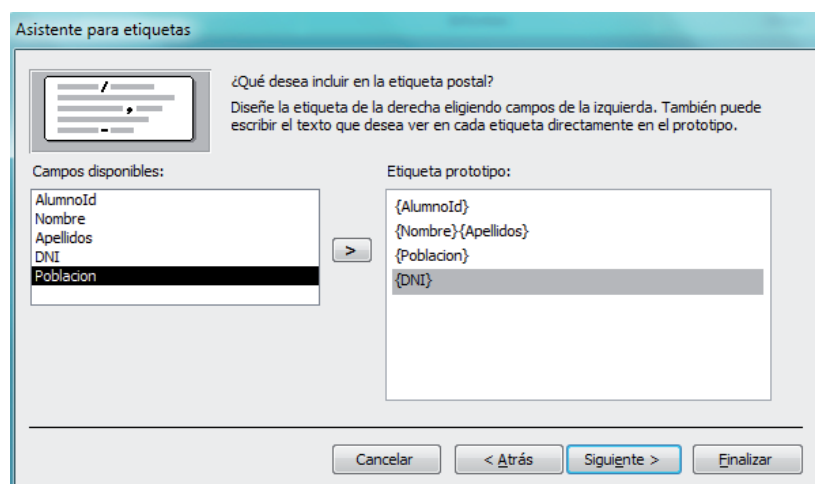 Asistente para etiquetas
¿Qué desea incluir en la etiqueta postal?
Diseñe la etiqueta de la derecha eligiendo campos de la izquierda. También puede
escribir el texto que desea ver en cada etiqueta directamente en el prototipo.
Campos disponibles:
AlumnoId
Nombre
Apellidos
DNI
Poblacion
>
Etiqueta prototipo:
{AlumnoId}
{Nombre}{Apellidos}
{Poblacion}
{DNI}
Cancelar
< Atrás
Siguiente >
Finalizar